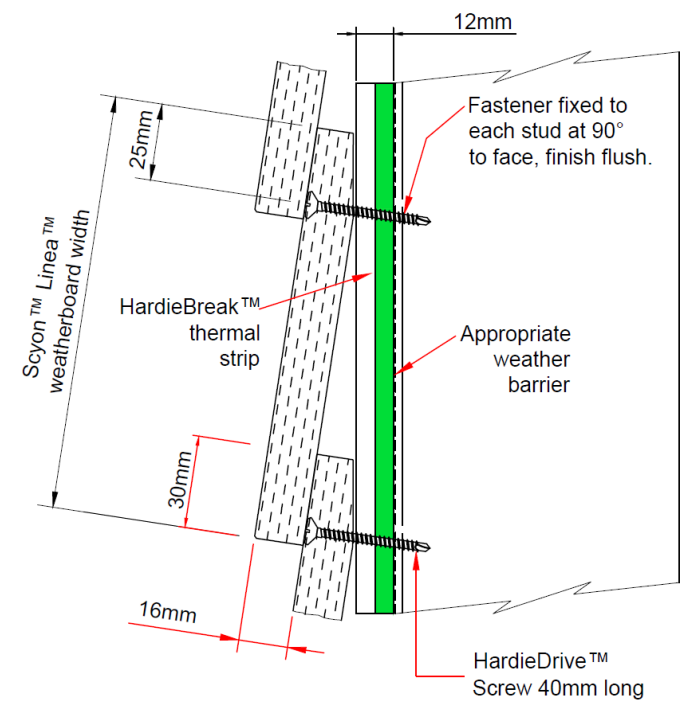 12mm
Fastener fixed to
each stud at 90°
to face, finish flush.
25mm
Scyon™ Linea™
weatherboard width
HardieBreak™
thermal
strip
Appropriate
weather
barrier
30mm
16mm
HardieDrive™
Screw 40mm long